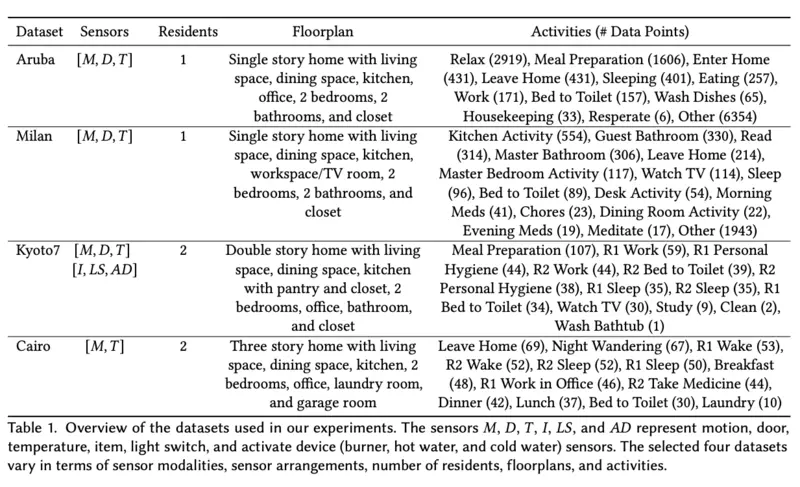 Dataset Sensors Residents Floorplan Activities (# Data Points)
Aruba [M, D, T] 1 Single story home with living Relax (2919), Meal Preparation (1606), Enter Home
space, dining space, kitchen, (431), Leave Home (431), Sleeping (401), Eating (257),
office, 2 bedrooms, 2 Work (171), Bed to Toilet (157), Wash Dishes (65),
bathrooms, and closet Housekeeping (33), Resperate (6), Other (6354)
Milan [M, D, T] 1 Single story home with living Kitchen Activity (554), Guest Bathroom (330), Read
space, dining space, kitchen, (314), Master Bathroom (306), Leave Home (214),
workspace/TV room, 2 Master Bedroom Activity (117), Watch TV (114), Sleep
bedrooms, 2 bathrooms, and (96), Bed to Toilet (89), Desk Activity (54), Morning
closet Meds (41), Chores (23), Dining Room Activity (22),
Evening Meds (19), Meditate (17), Other (1943)
Kyoto7 [M, D, T] 2 Double story home with living Meal Preparation (107), R1 Work (59), R1 Personal
[I, LS, AD] space, dining space, kitchen Hygiene (44), R2 Work (44), R2 Bed to Toilet (39), R2
with pantry and closet, 2 Personal Hygiene (38), R1 Sleep (35), R2 Sleep (35), R1
bedrooms, office, bathroom, Bed to Toilet (34), Watch TV (30), Study (9), Clean (2),
and closet Wash Bathtub (1)
Cairo [M, T] 2 Three story home with living Leave Home (69), Night Wandering (67), R1 Wake (53),
space, dining space, kitchen, 2 R2 Wake (52), R2 Sleep (52), R1 Sleep (50), Breakfast
bedrooms, office, laundry room, (48), R1 Work in Office (46), R2 Take Medicine (44),
and garage room Dinner (42), Lunch (37), Bed to Toilet (30), Laundry (10)
Table 1. Overview of the datasets used in our experiments. The sensors M, D, T, I, LS, and AD represent motion, door,
temperature, item, light switch, and activate device (burner, hot water, and cold water) sensors. The selected four datasets
vary in terms of sensor modalities, sensor arrangements, number of residents, floorplans, and activities.